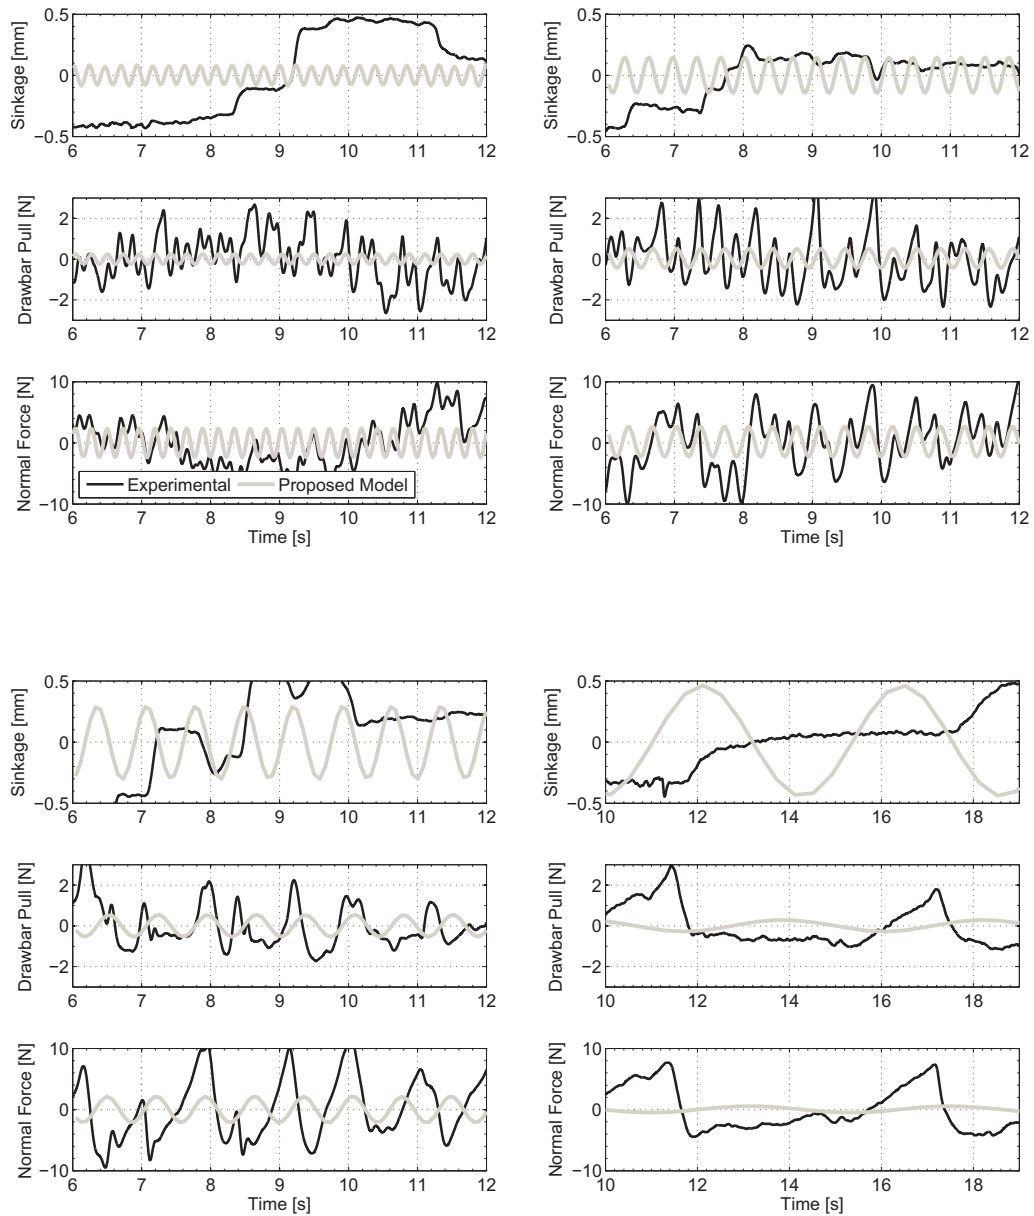 Sinkage [mm]
0.5
0
−0.5
6 7 8 9 10 11 12
Drawbar Pull [N]
2
0
−2
6 7 8 9 10 11 12
Normal Force [N]
10
0
−10
Experimental Proposed Model
6 7 8 9 10 11 12
Time [s]
Sinkage [mm]
0.5
0
−0.5
6 7 8 9 10 11 12
Drawbar Pull [N]
2
0
−2
6 7 8 9 10 11 12
Normal Force [N]
10
0
−10
6 7 8 9 10 11 12
Time [s]
Sinkage [mm]
0.5
0
−0.5
6 7 8 9 10 11 12
Drawbar Pull [N]
2
0
−2
6 7 8 9 10 11 12
Normal Force [N]
10
0
−10
6 7 8 9 10 11 12
Time [s]
Sinkage [mm]
0.5
0
−0.5
10 12 14 16 18
Drawbar Pull [N]
2
0
−2
10 12 14 16 18
Normal Force [N]
10
0
−10
10 12 14 16 18
Time [s]